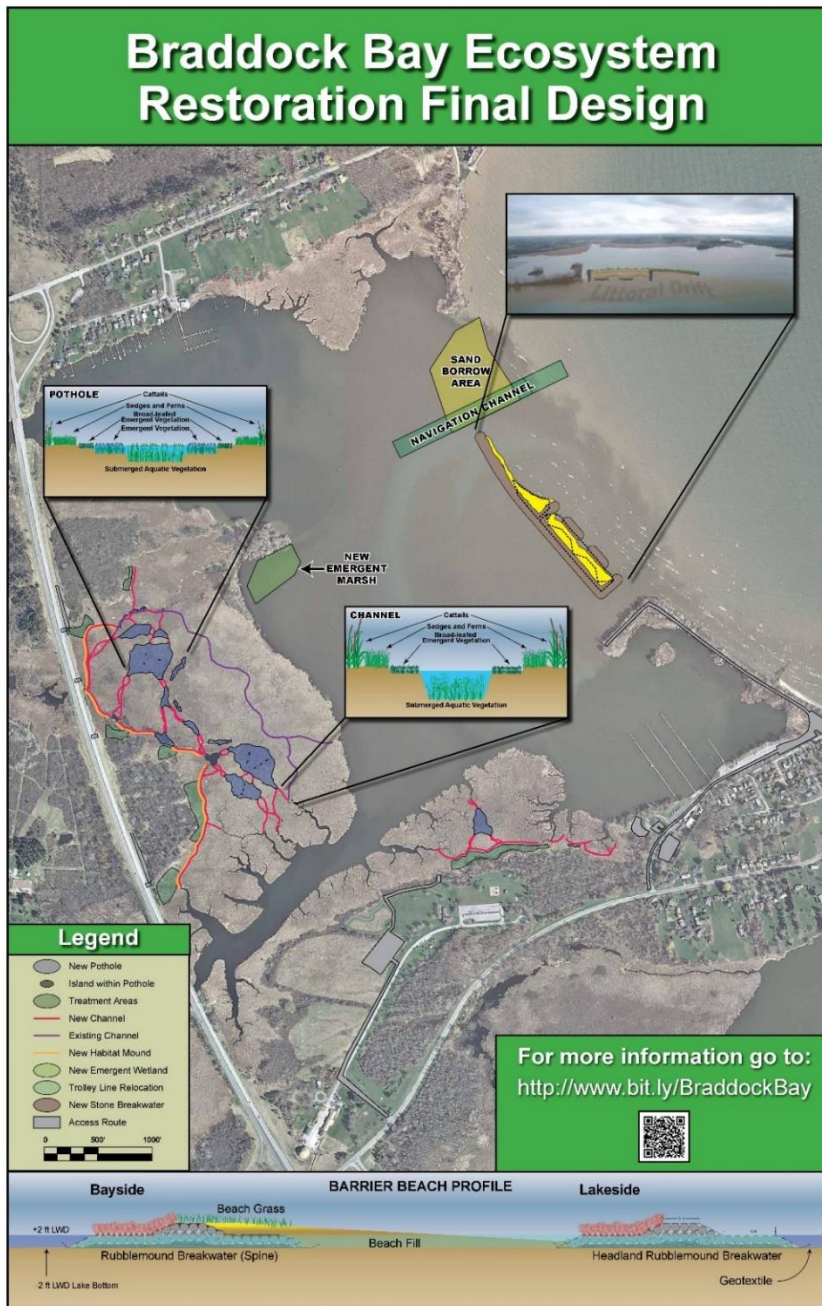 Braddock Bay Ecosystem
Restoration Final Design
Littoral Drift
SAND
BORROW
AREA
NAVIGATION CHANNEL
POTHOLE
Cattails
Sedges and Ferns
Broad-leafed
Emergent Vegetation
Emergent Vegetation
Submerged Aquatic Vegetation
NEW
EMERGENT
MARSH
CHANNEL
Cattails
Sedges and Ferns
Broad-leafed
Emergent Vegetation
Submerged Aquatic Vegetation
Legend
New Pothole
Island within Pothole
Treatment Areas
New Channel
Existing Channel
New Habitat Mound
New Emergent Wetland
Trolley Line Relocation
New Stone Breakwater
Access Route
0 500' 1000'
For more information go to:
http://www.bit.ly/BraddockBay
BARRIER BEACH PROFILE
Bayside
Lakeside
Beach Grass
+2 ft LWD
Beach Fill
Rubblemound Breakwater (Spine)
Headland Rubblemound Breakwater
-2 ft LWD Lake Bottom
Geotextile